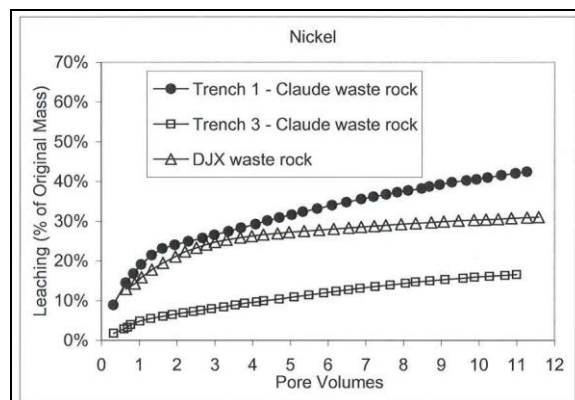 Nickel
70%
60%
50%
40%
30%
20%
10%
0%
Leaching (% of Original Mass)
Trench 1 - Claude waste rock
Trench 3 - Claude waste rock
DJX waste rock
0 1 2 3 4 5 6 7 8 9 10 11 12
Pore Volumes